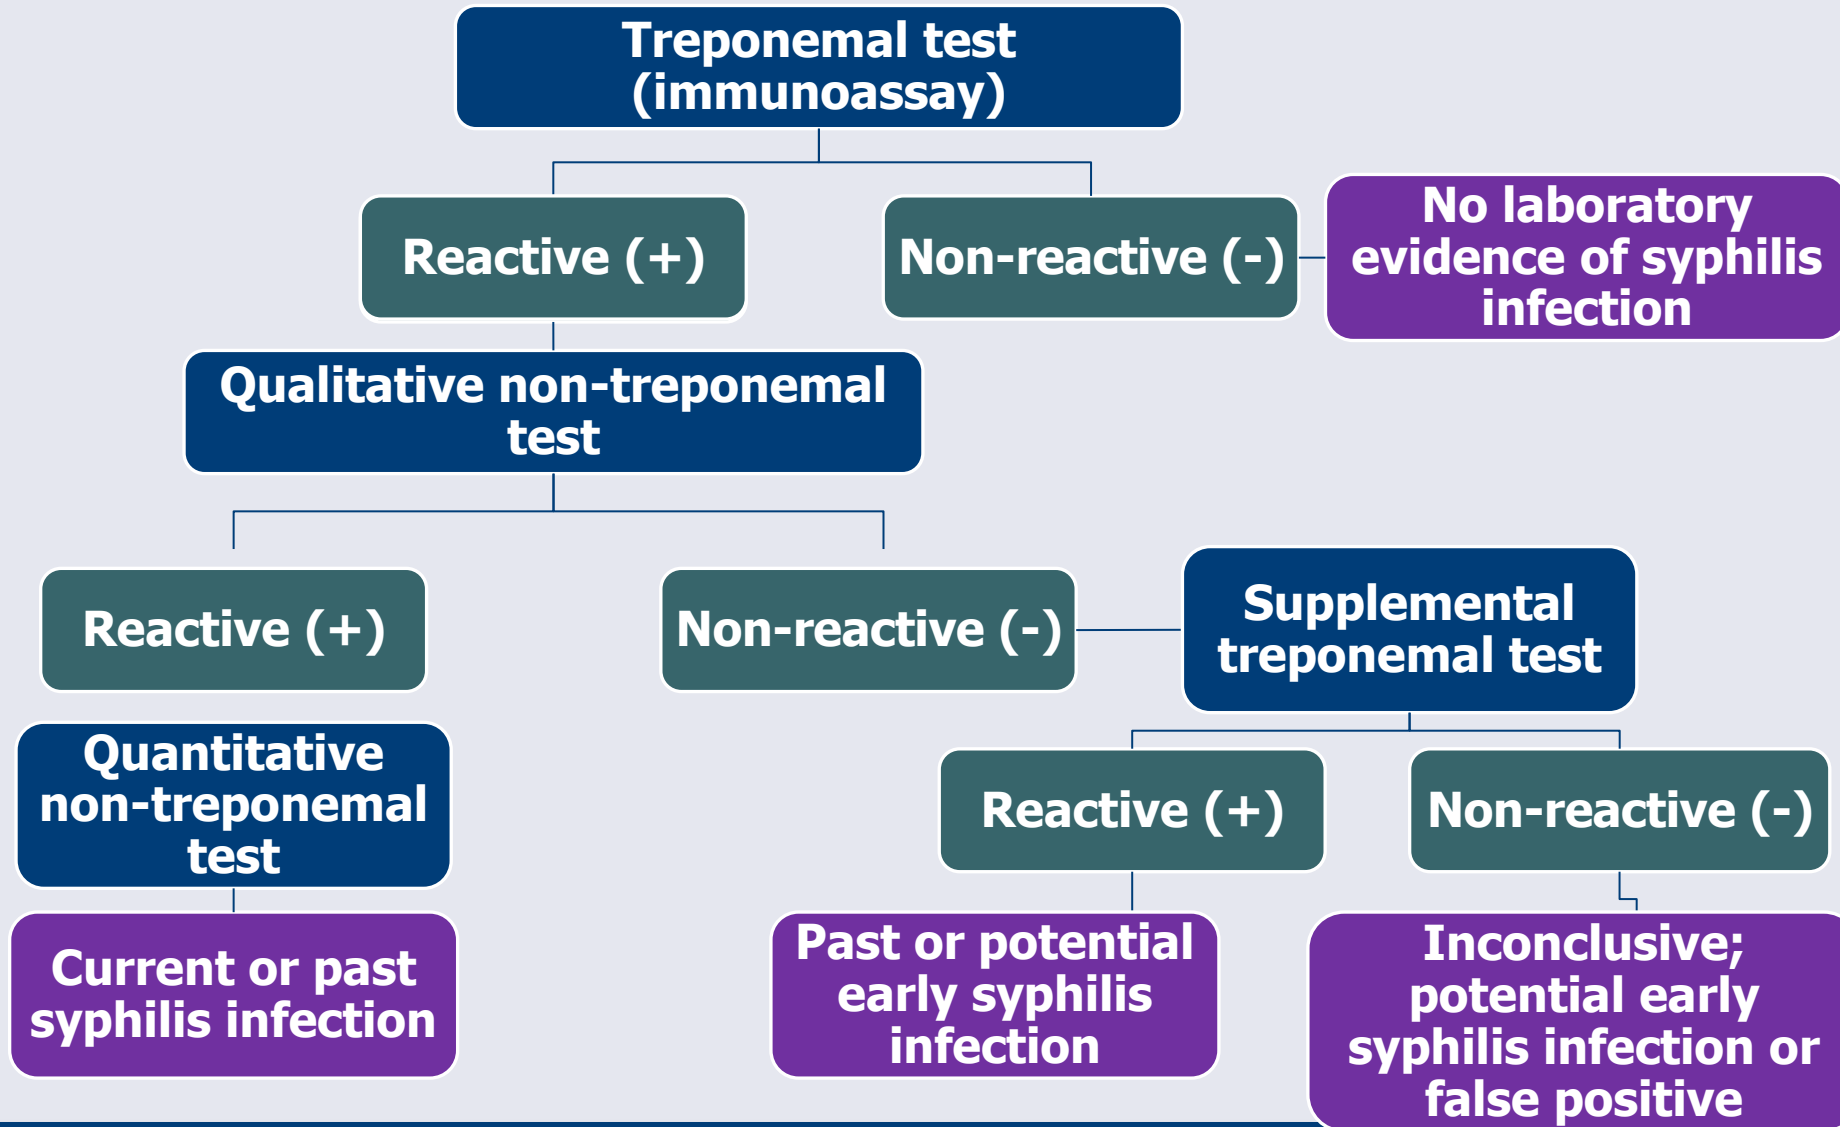 Treponemal test
(immunoassay)
Reactive (+)
Non-reactive (-)
No laboratory
evidence of syphilis
infection
Qualitative non-treponemal
test
Reactive (+)
Non-reactive (-)
Supplemental
treponemal test
Quantitative
non-treponemal
test
Reactive (+)
Non-reactive (-)
Current or past
syphilis infection
Past or potential
early syphilis
infection
Inconclusive;
potential early
syphilis infection or
false positive